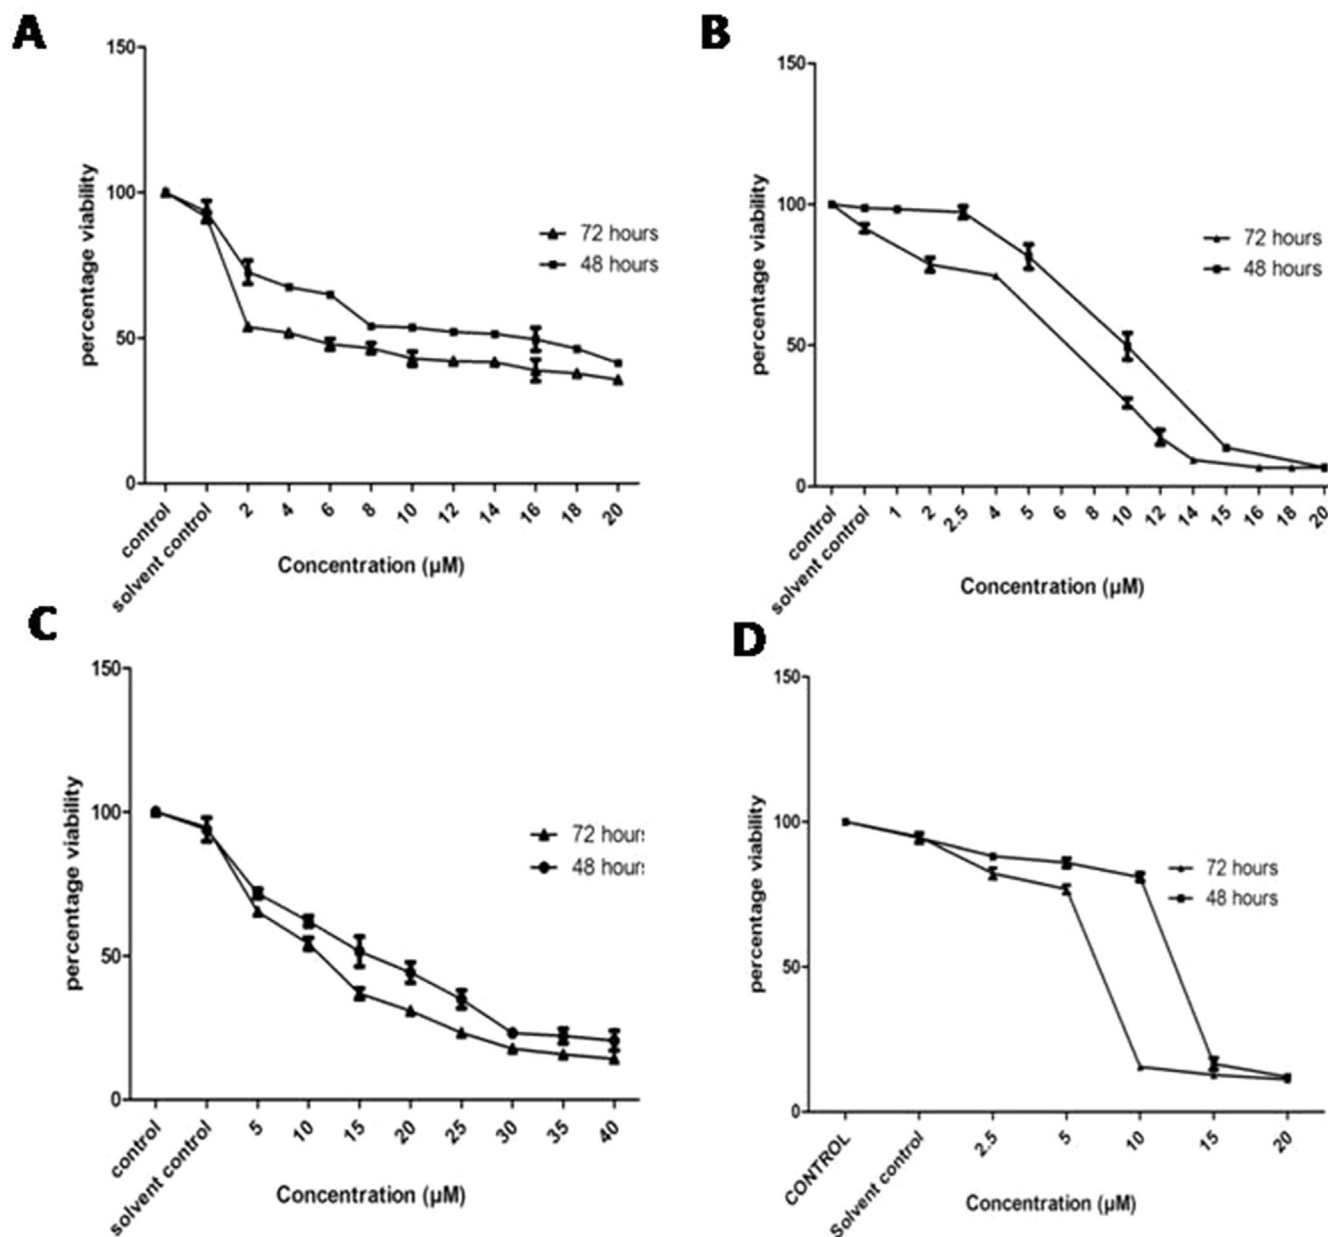 A
150
100
50
0
percentage viability
72 hours
48 hours
control
solvent control
2
4
6
8
10
12
14
16
18
20
Concentration (µM)
B
150
100
50
0
percentage viability
72 hours
48 hours
control
solvent control
1
2
2.5
4
5
6
8
10
12
14
15
16
18
20
Concentration (µM)
C
150
100
50
0
percentage viability
72 hour
48 hour
control
solvent control
5
10
15
20
25
30
35
40
Concentration (µM)
D
150
100
50
0
percentage viability
72 hours
48 hours
CONTROL
Solvent control
2.5
5
10
15
20
Concentration (µM)